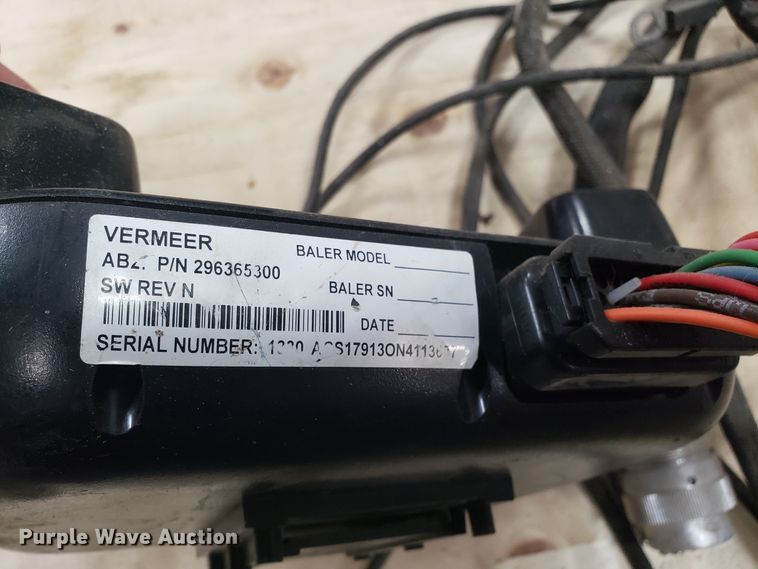 VERMEER
BALER MODEL
P/N 296365300
SW REV N
BALER SN
DATE
SERIAL NUMBER:
Purple Wave Auction